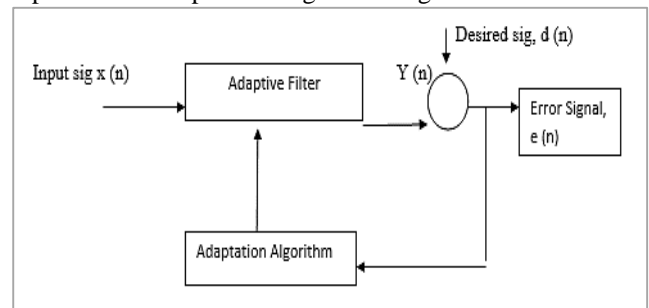 Desired sig, d (n)
Input sig x (n)
Adaptive Filter
Y (n)
Error Signal,
e (n)
Adaptation Algorithm